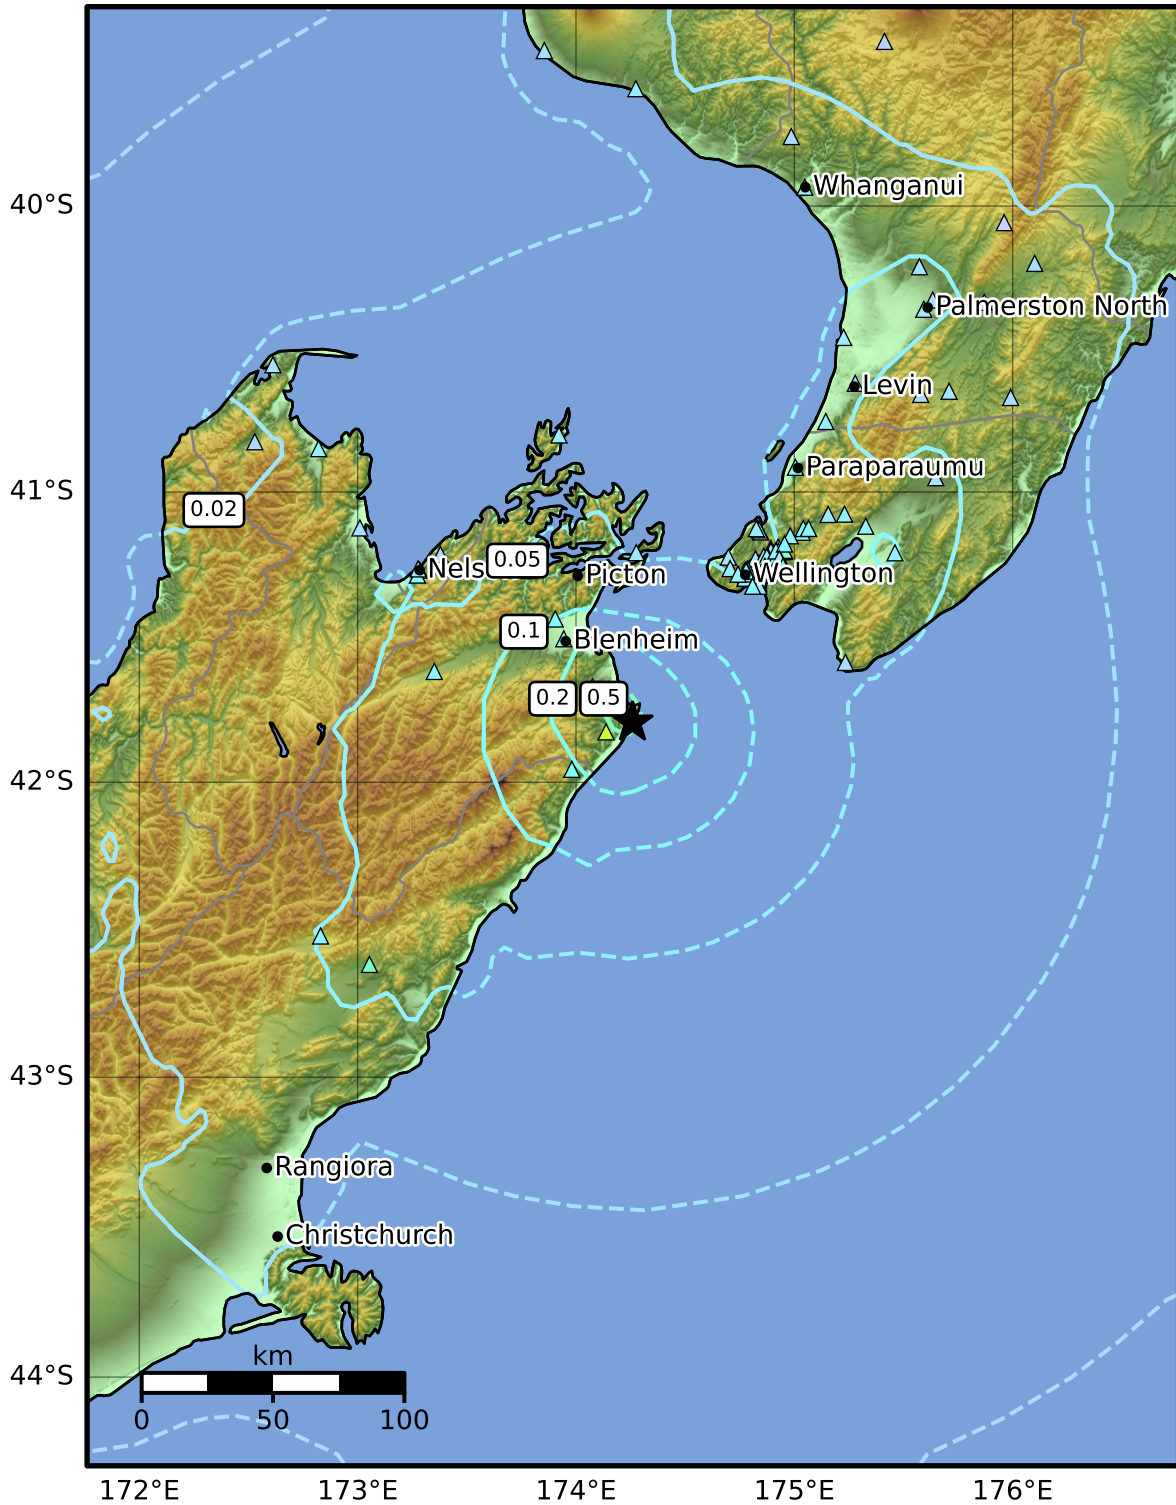 Whanganui
40°S
Palmerston North
Levin
Paraparaumu
41°S
0.02
0.05
Nels
Picton
Wellington
0.1
Blenheim
0.2
0.5
42°S
43°S
Rangiora
Christchurch
km
44°S
0
50
100
172°E
173°E
174°E
175°E
176°E